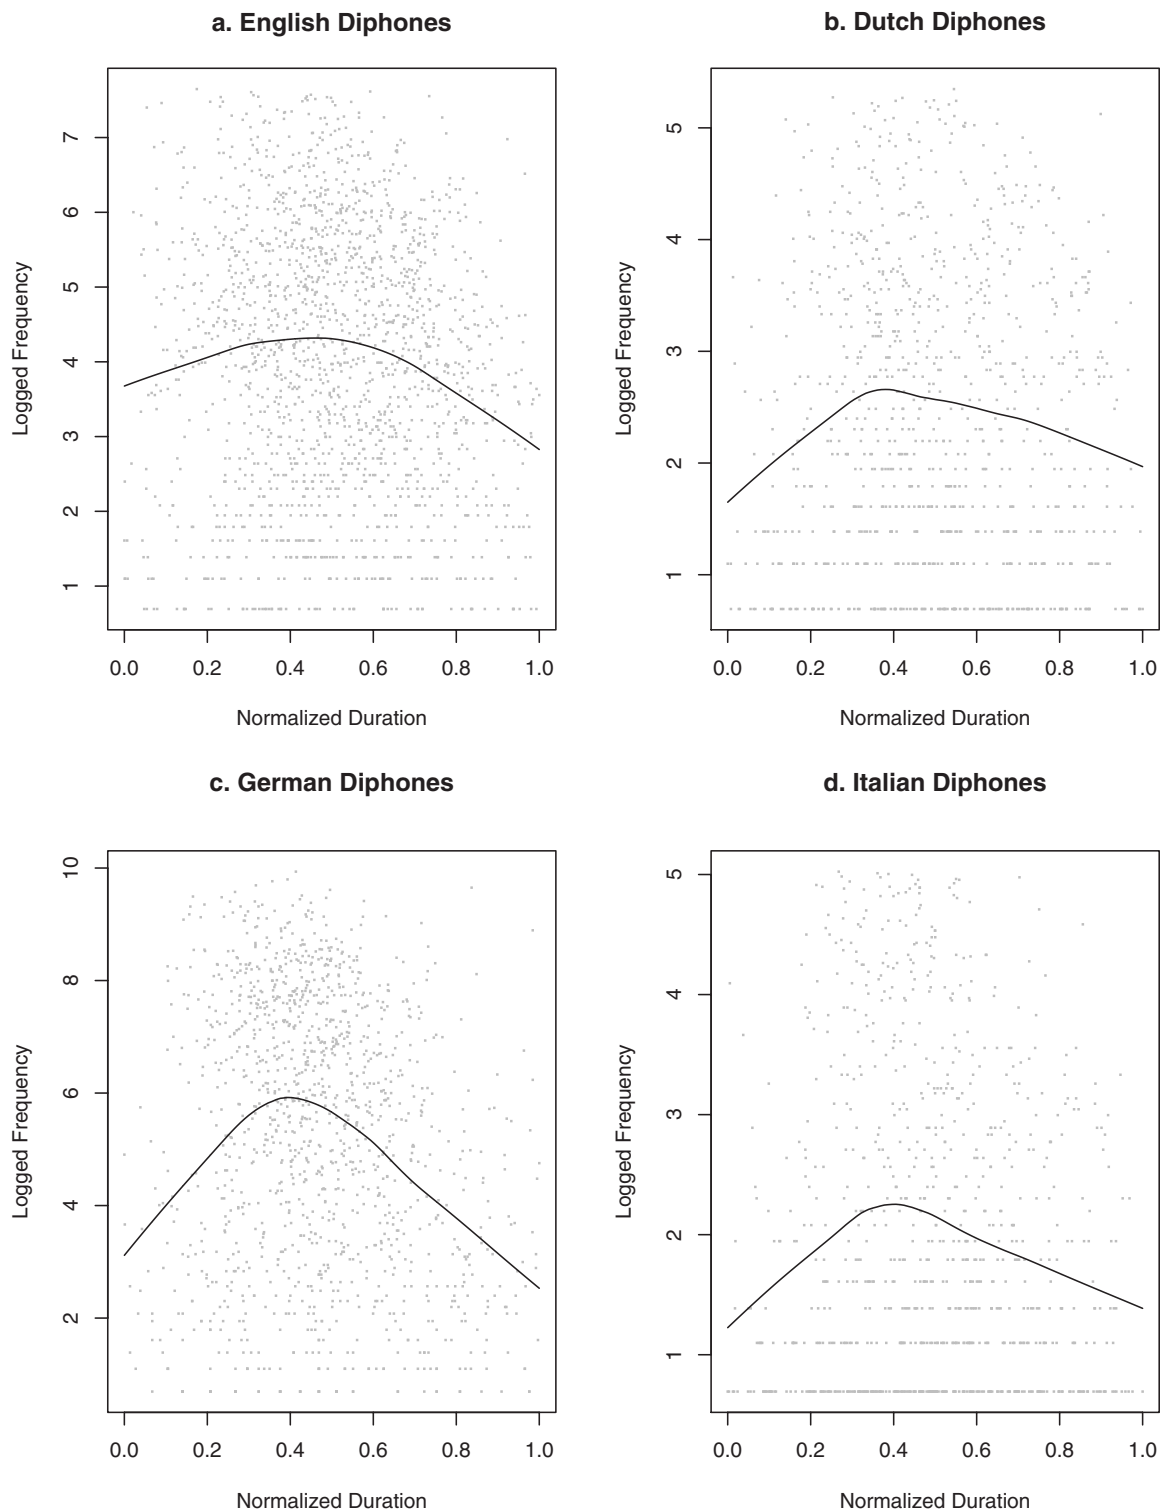 a. English Diphones
Logged Frequency
7
6
5
4
3
2
1
0.0 0.2 0.4 0.6 0.8 1.0
Normalized Duration
b. Dutch Diphones
Logged Frequency
5
4
3
2
1
0.0 0.2 0.4 0.6 0.8 1.0
Normalized Duration
c. German Diphones
Logged Frequency
10
8
6
4
2
0.0 0.2 0.4 0.6 0.8 1.0
Normalized Duration
d. Italian Diphones
Logged Frequency
5
4
3
2
1
0.0 0.2 0.4 0.6 0.8 1.0
Normalized Duration